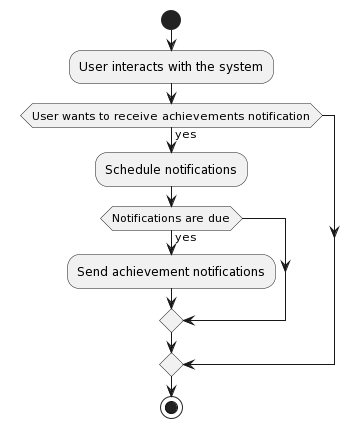 User interacts with the system
User wants to receive achievements notification
yes
Schedule notifications
Notifications are due
yes
Send achievement notifications